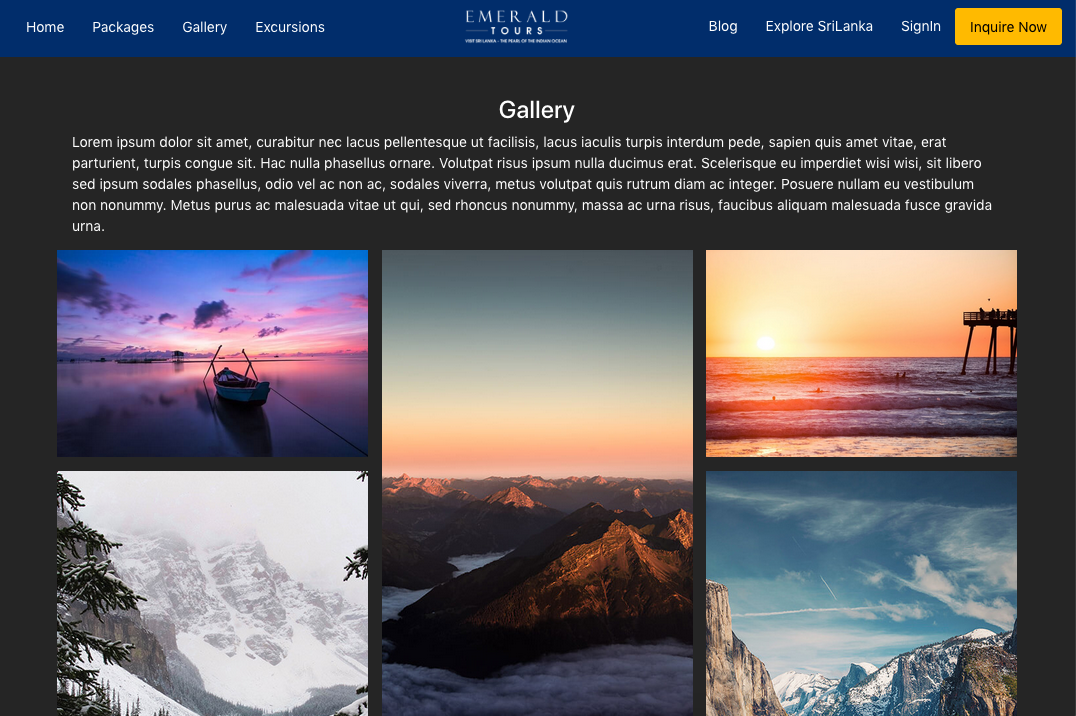 Home Packages Gallery Excursions
EMERALD
TOURS
VISIT SRI LANKA - THE PEARL OF THE INDIAN OCEAN
Blog Explore SriLanka SignIn Inquire Now
Gallery
Lorem ipsum dolor sit amet, curabitur nec lacus pellentesque ut facilisis, lacus iaculis turpis interdum pede, sapien quis amet vitae, erat
parturient, turpis congue sit. Hac nulla phasellus ornare. Volutpat risus ipsum nulla ducimus erat. Scelerisque eu imperdiet wisi wisi, sit libero
sed ipsum sodales phasellus, odio vel ac non ac, sodales viverra, metus volutpat quis rutrum diam ac integer. Posuere nullam eu vestibulum
non nonummy. Metus purus ac malesuada vitae ut qui, sed rhoncus nonummy, massa ac urna risus, faucibus aliquam malesuada fusce gravida
urna.